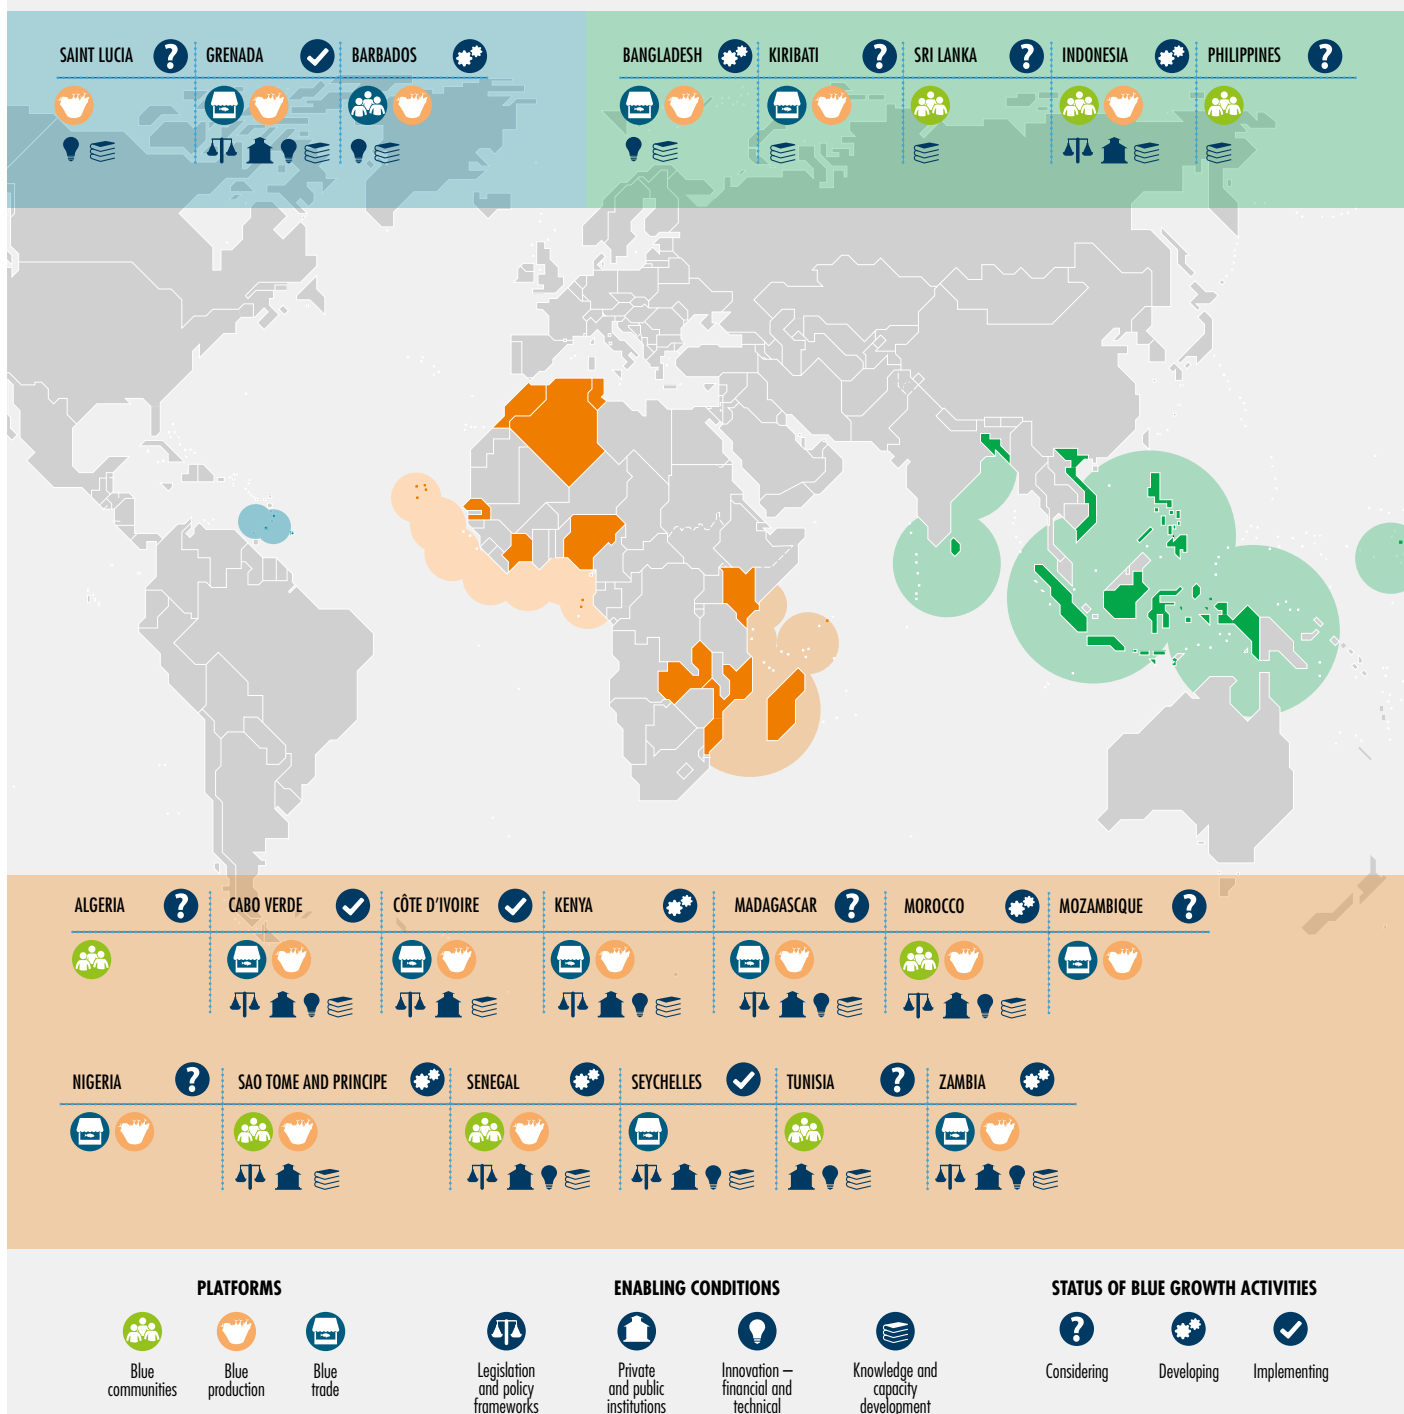 SAINT LUCIA
GRENADA
BARBADOS
BANGLADESH
KIRIBATI
SRI LANKA
INDONESIA
PHILIPPINES
ALGERIA
CABO VERDE
CÔTE D'IVOIRE
KENYA
MADAGASCAR
MOROCCO
MOZAMBIQUE
NIGERIA
SAO TOME AND PRINCIPE
SENEGAL
SEYCHELLES
TUNISIA
ZAMBIA
PLATFORMS
Blue
communities
Blue
production
Blue
trade
ENABLING CONDITIONS
Legislation
and policy
frameworks
Private
and public
institutions
Innovation –
financial and
technical
Knowledge and
capacity
development
STATUS OF BLUE GROWTH ACTIVITIES
Considering
Developing
Implementing